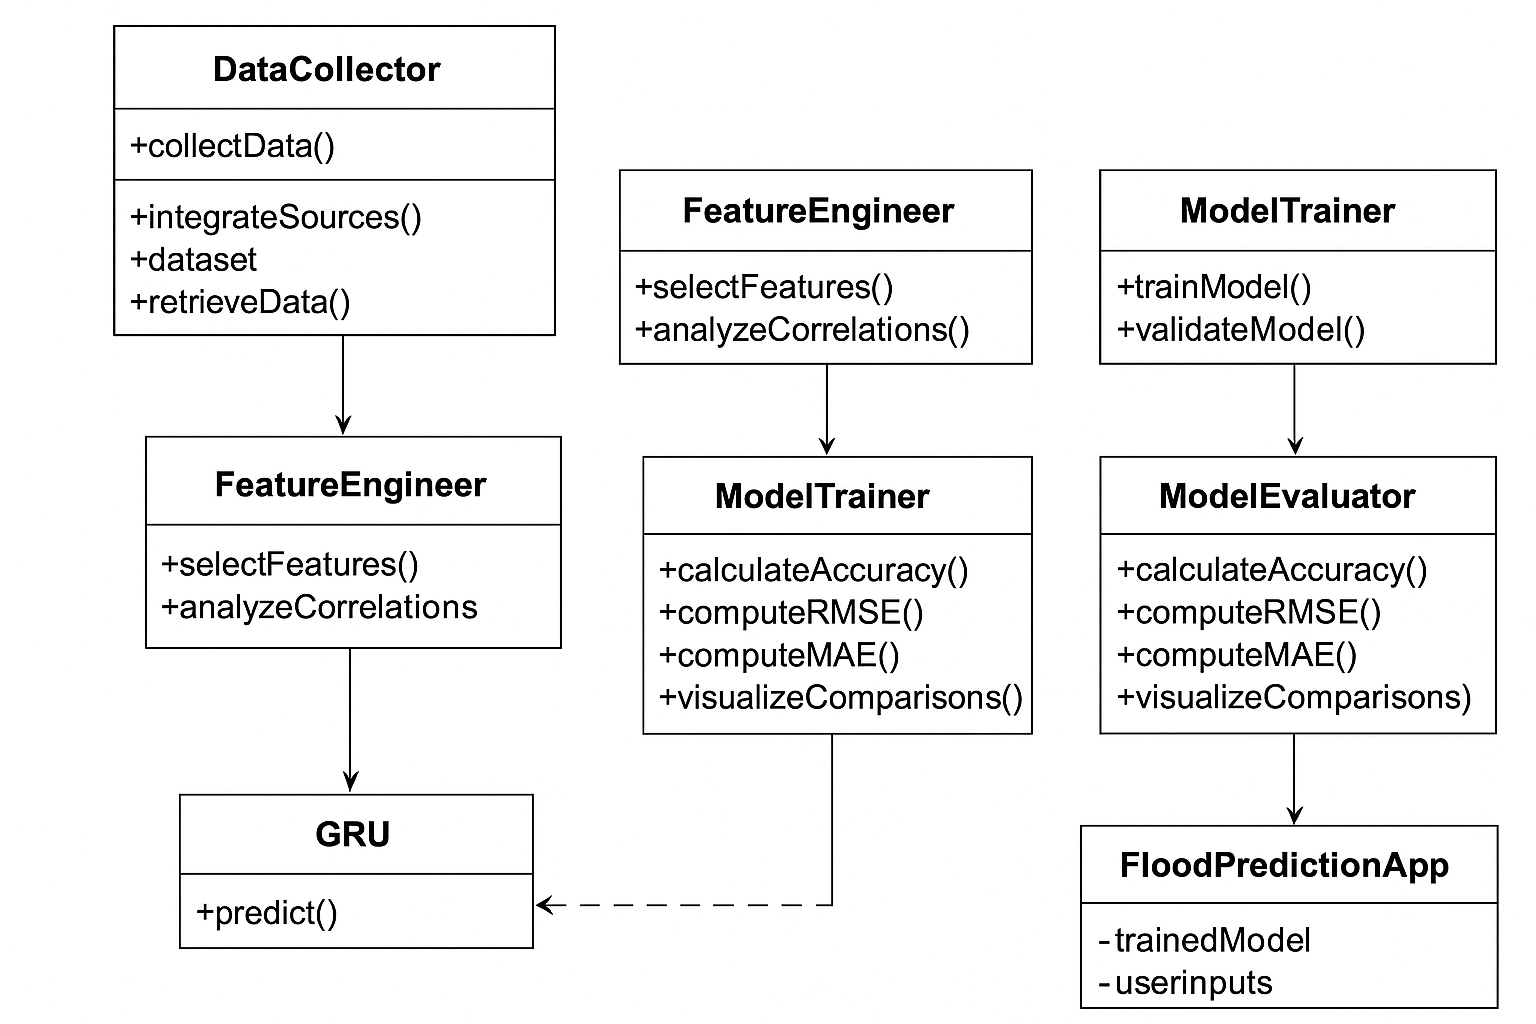 DataCollector
+collectData()
+integrateSources()
+dataset
+retrieveData()
FeatureEngineer
+selectFeatures()
+analyzeCorrelations
GRU
+predict()
FeatureEngineer
+selectFeatures()
+analyzeCorrelations()
ModelTrainer
+calculateAccuracy()
+computeRMSE()
+computeMAE()
+visualizeComparisons()
ModelTrainer
+trainModel()
+validateModel()
ModelEvaluator
+calculateAccuracy()
+computeRMSE()
+computeMAE()
+visualizeComparisons)
FloodPredictionApp
-trainedModel
-userinputs